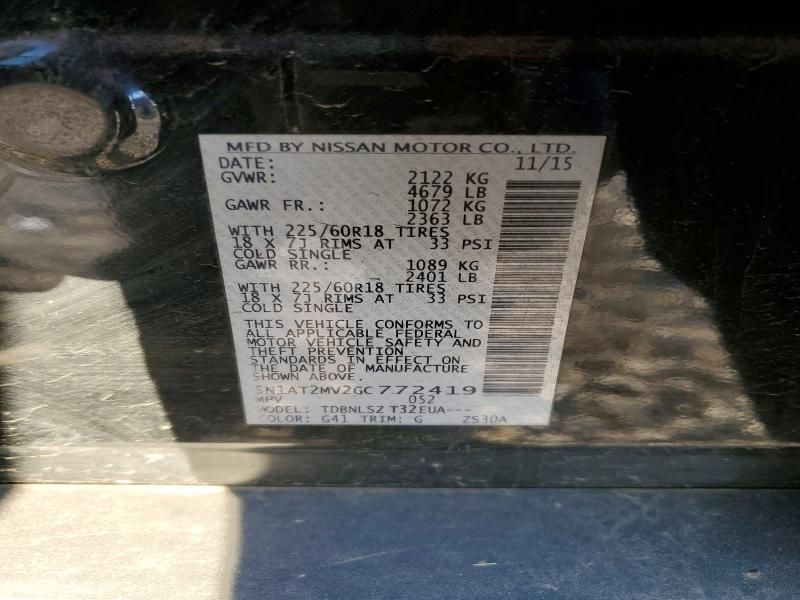 MFD BY NISSAN MOTOR CO., LTD.
DATE: 11/15
GVWR: 2122 KG
4679 LB
GAWR FR.: 1072 KG
2363 LB
WITH 225/60R18 TIRES
18 X 7J RIMS AT 33 PSI
COLD SINGLE
GAWR RR.: 1089 KG
2401 LB
WITH 225/60R18 TIRES
18 X 7J RIMS AT 33 PSI
COLD SINGLE
THIS VEHICLE CONFORMS TO
ALL APPLICABLE FEDERAL
MOTOR VEHICLE SAFETY AND
THEFT PREVENTION
STANDARDS IN EFFECT ON
THE DATE OF MANUFACTURE
SHOWN ABOVE.
5N1AT2MV2GC772419
MPV 052
MODEL: TDBNLSZ T32EUA---
COLOR: G41 TRIM: G ZS30A